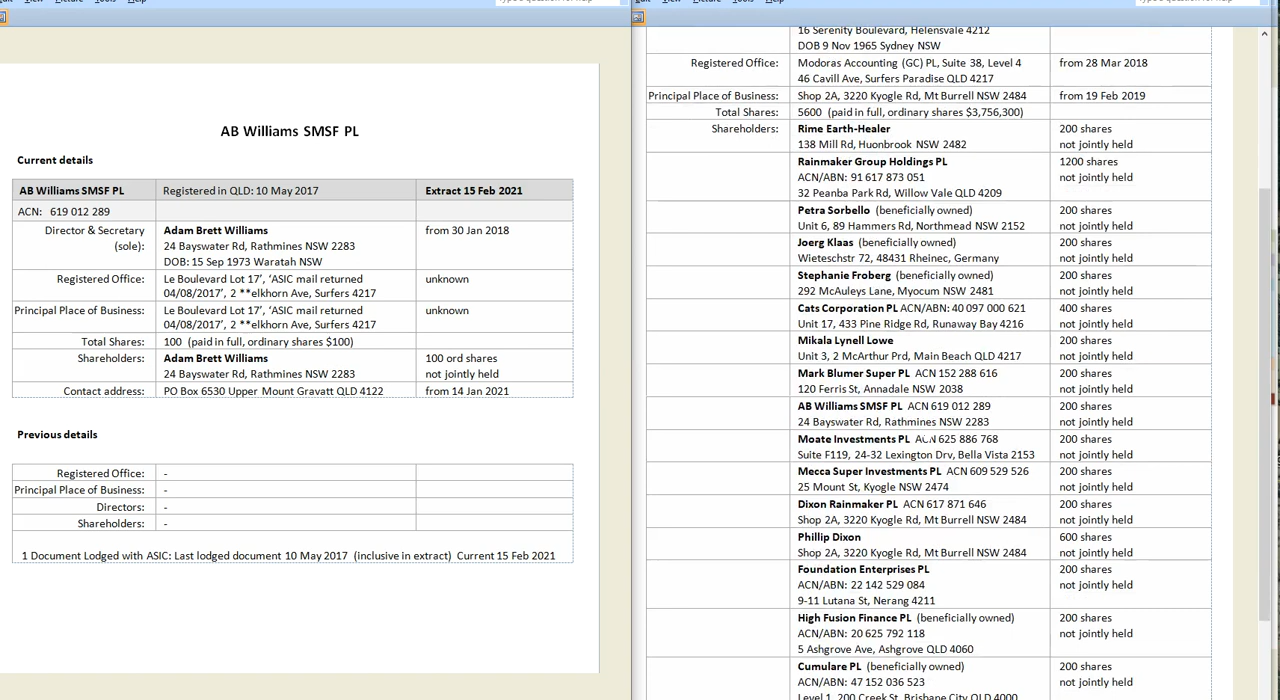 View
Picture
Tools
Help
Type a question for help
AB Williams SMSF PL
Current details
AB Williams SMSF PL Registered in QLD: 10 May 2017 Extract 15 Feb 2021
ACN: 619 012 289
Director & Secretary Adam Brett Williams from 30 Jan 2018
(sole): 24 Bayswater Rd, Rathmines NSW 2283
DOB: 15 Sep 1973 Waratah NSW
Registered Office: Le Boulevard Lot 17’, ‘ASIC mail returned unknown
04/08/2017’, 2 **elkhorn Ave, Surfers 4217
Principal Place of Business: Le Boulevard Lot 17’, ‘ASIC mail returned unknown
04/08/2017’, 2 **elkhorn Ave, Surfers 4217
Total Shares: 100 (paid in full, ordinary shares $100)
Shareholders: Adam Brett Williams 100 ord shares
24 Bayswater Rd, Rathmines NSW 2283 not jointly held
Contact address: PO Box 6530 Upper Mount Gravatt QLD 4122 from 14 Jan 2021
Previous details
Registered Office: -
Principal Place of Business: -
Directors: -
Shareholders: -
1 Document Lodged with ASIC: Last lodged document 10 May 2017 (inclusive in extract) Current 15 Feb 2021
View
Picture
Tools
Help
Type a question for help
16 Serenity Boulevard, Helensvale 4212
DOB 9 Nov 1965 Sydney NSW
Registered Office: Modoras Accounting (GC) PL, Suite 38, Level 4 from 28 Mar 2018
46 Cavill Ave, Surfers Paradise QLD 4217
Principal Place of Business: Shop 2A, 3220 Kyogle Rd, Mt Burrell NSW 2484 from 19 Feb 2019
Total Shares: 5600 (paid in full, ordinary shares $3,756,300)
Shareholders: Rime Earth-Healer 200 shares
138 Mill Rd, Huonbrook NSW 2482 not jointly held
Rainmaker Group Holdings PL 1200 shares
ACN/ABN: 91 617 873 051 not jointly held
32 Peanba Park Rd, Willow Vale QLD 4209
Petra Sorbello (beneficially owned) 200 shares
Unit 6, 89 Hammers Rd, Northmead NSW 2152 not jointly held
Joerg Klaas (beneficially owned) 200 shares
Wieteschstr 72, 48431 Rheinec, Germany not jointly held
Stephanie Froberg (beneficially owned) 200 shares
292 McAuleys Lane, Myocum NSW 2481 not jointly held
Cats Corporation PL ACN/ABN: 40 097 000 621 400 shares
Unit 17, 433 Pine Ridge Rd, Runaway Bay 4216 not jointly held
Mikala Lynell Lowe 200 shares
Unit 3, 2 McArthur Prd, Main Beach QLD 4217 not jointly held
Mark Blumer Super PL ACN 152 288 616 200 shares
120 Ferris St, Annadale NSW 2038 not jointly held
AB Williams SMSF PL ACN 619 012 289 200 shares
24 Bayswater Rd, Rathmines NSW 2283 not jointly held
Moate Investments PL ACN 625 886 768 200 shares
Suite F119, 24-32 Lexington Drv, Bella Vista 2153 not jointly held
Mecca Super Investments PL ACN 609 529 526 200 shares
25 Mount St, Kyogle NSW 2474 not jointly held
Dixon Rainmaker PL ACN 617 871 646 200 shares
Shop 2A, 3220 Kyogle Rd, Mt Burrell NSW 2484 not jointly held
Phillip Dixon 600 shares
Shop 2A, 3220 Kyogle Rd, Mt Burrell NSW 2484 not jointly held
Foundation Enterprises PL 200 shares
ACN/ABN: 22 142 529 084 not jointly held
9-11 Lutana St, Nerang 4211
High Fusion Finance PL (beneficially owned) 200 shares
ACN/ABN: 20 625 792 118 not jointly held
5 Ashgrove Ave, Ashgrove QLD 4060
Cumulare PL (beneficially owned) 200 shares
ACN/ABN: 47 152 036 523 not jointly held
Level 1, 200 Creek St, Brisbane City QLD 4000